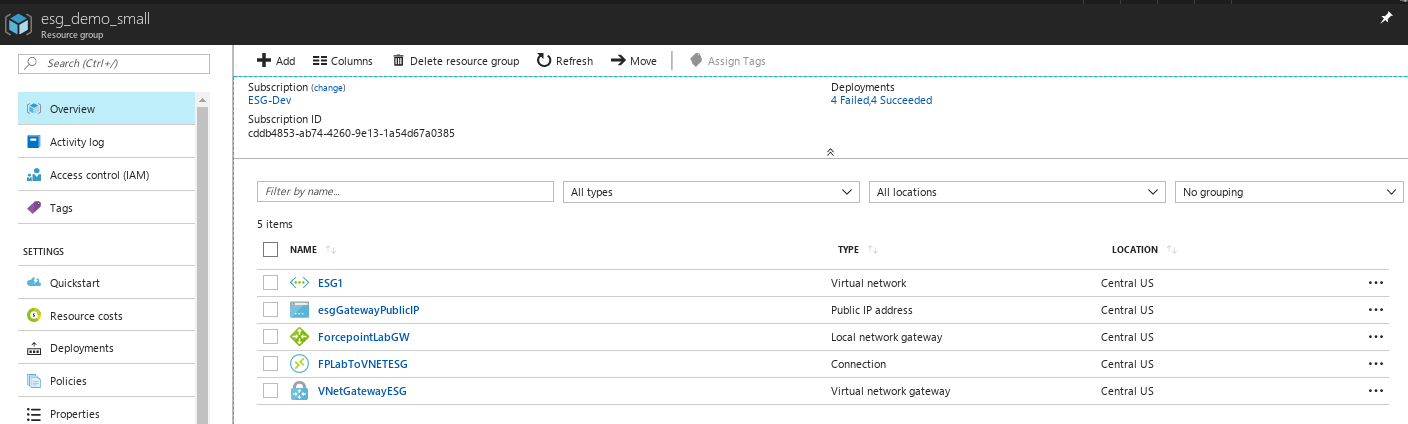 esg_demo_small
Resource group
Search (Ctrl+/)
Overview
Activity log
Access control (IAM)
Tags
SETTINGS
Quickstart
Resource costs
Deployments
Policies
Properties
Add Columns Delete resource group Refresh Move Assign Tags
Subscription (change) Deployments
ESG-Dev 4 Failed,4 Succeeded
Subscription ID
cddb4853-ab74-4260-9e13-1a54d67a0385
Filter by name... All types All locations No grouping
5 items
NAME TYPE LOCATION
ESG1 Virtual network Central US
esgGatewayPublicIP Public IP address Central US
ForcepointLabGW Local network gateway Central US
FPLabToVNETESG Connection Central US
VNetGatewayESG Virtual network gateway Central US